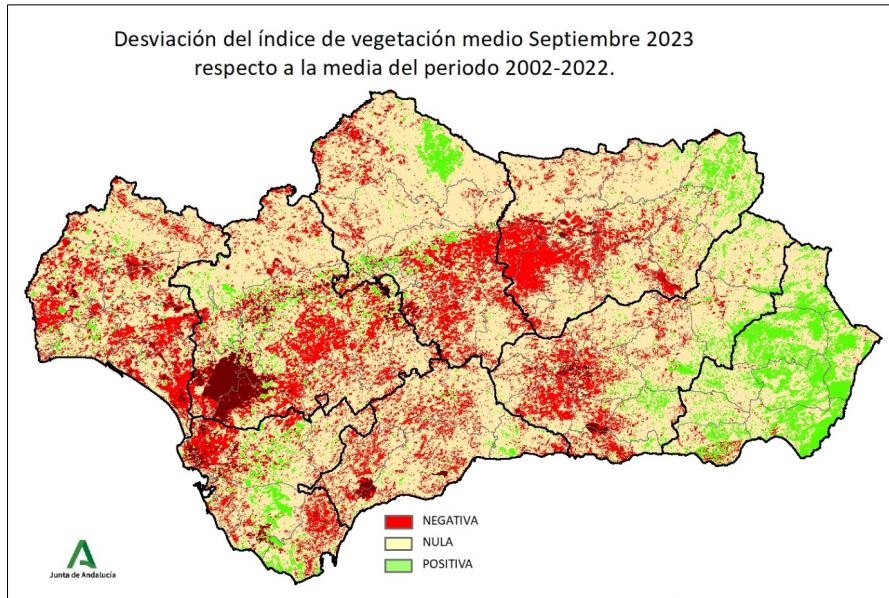 Desviación del índice de vegetación medio Septiembre 2023
respecto a la media del periodo 2002-2022.
NEGATIVA
NULA
POSITIVA
Junta de Andalucía